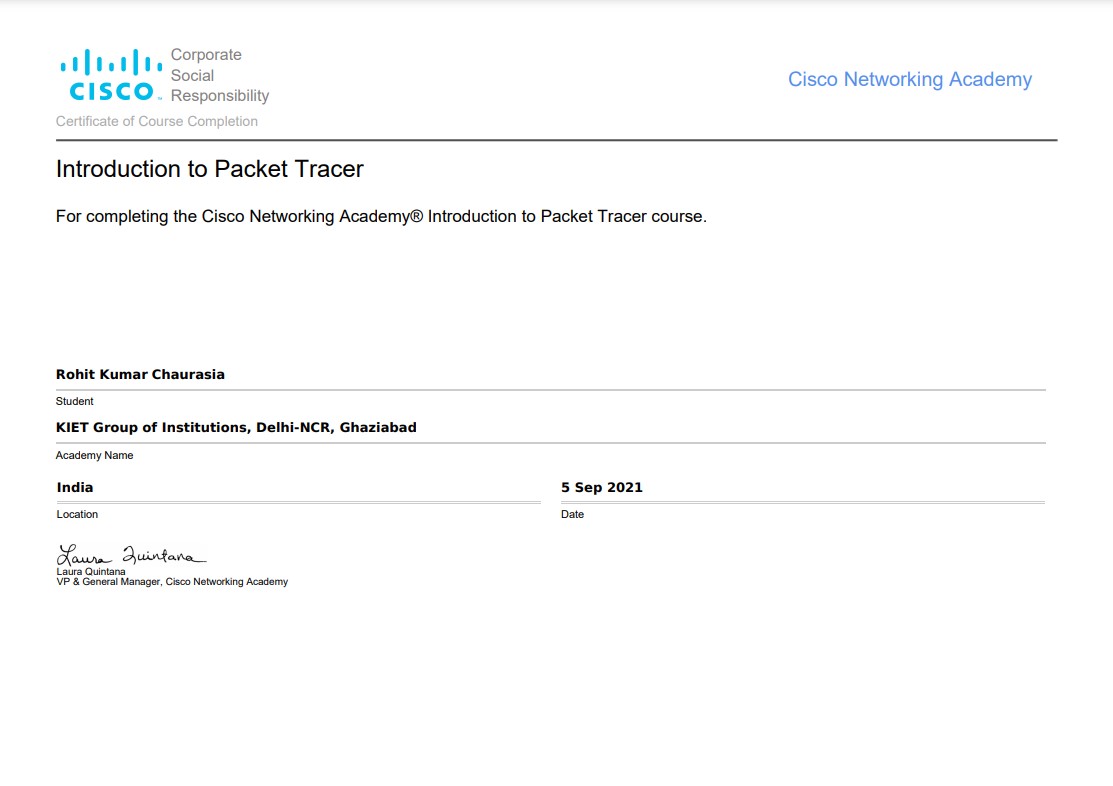 Corporate
Social
CISCO
Responsibility
Cisco Networking Academy
Certificate of Course Completion
Introduction to Packet Tracer
For completing the Cisco Networking Academy® Introduction to Packet Tracer course.
Rohit Kumar Chaurasia
Student
KIET Group of Institutions, Delhi-NCR, Ghaziabad
Academy Name
India
5 Sep 2021
Location
Date
Laura Quintana
Laura Quintana
VP & General Manager, Cisco Networking Academy